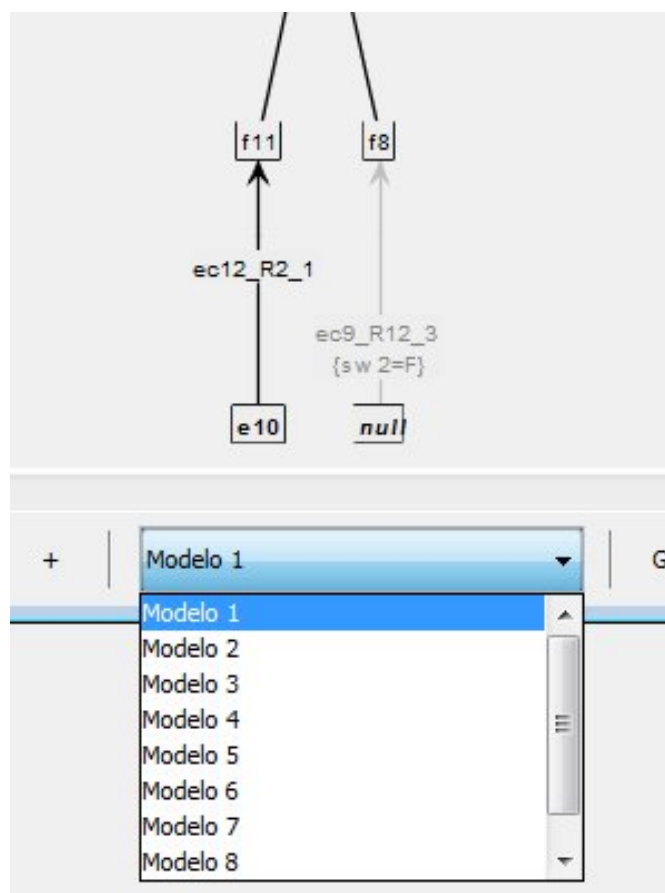 f11 f8
ec12_R2_1
ec9_R12_3
{sw 2=F}
e10 null
+ Modelo 1 G
Modelo 1
Modelo 2
Modelo 3
Modelo 4
Modelo 5
Modelo 6
Modelo 7
Modelo 8